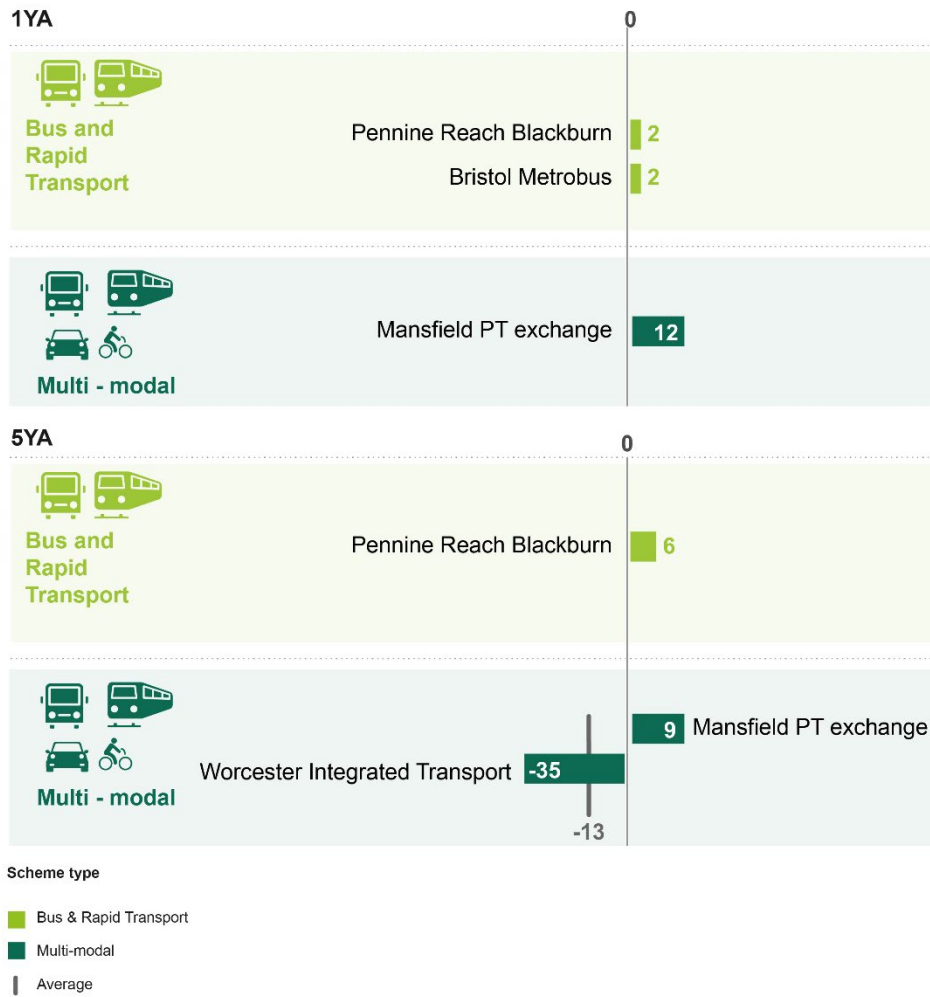 1YA
0
Bus and
Rapid
Transport
Pennine Reach Blackburn
2
Bristol Metrobus
2
Multi - modal
Mansfield PT exchange
12
5YA
0
Bus and
Rapid
Transport
Pennine Reach Blackburn
6
Multi - modal
9
Mansfield PT exchange
Worcester Integrated Transport
-35
-13
Scheme type
Bus & Rapid Transport
Multi-modal
Average